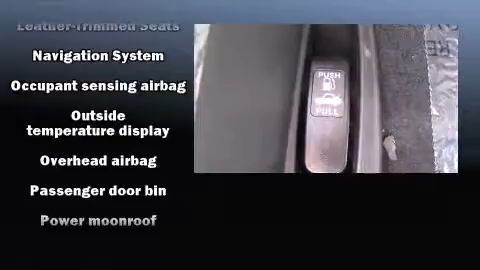 Leather-Trimmed Seats
Navigation System
Occupant sensing airbag
Outside
temperature display
Overhead airbag
Passenger door bin
Power moonroof
PUSH
PULL